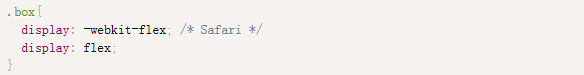 .box{
  display: -webkit-flex; /* Safari */
  display: flex;
}